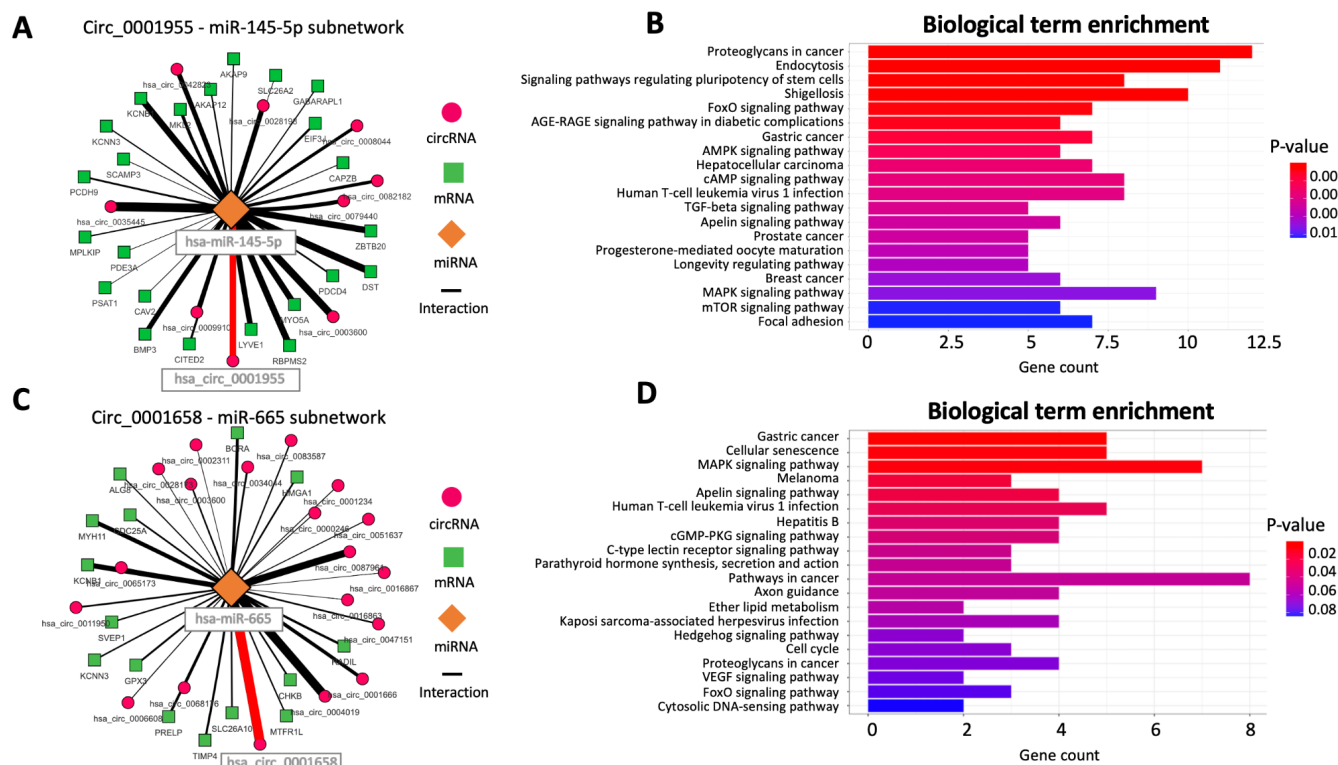 A
Circ_0001955 - miR-145-5p subnetwork
AKAP9
SLC26A2
AKAP12
GABARAPL1
hsa_circ_0028198
EIF3J
hsa_circ_0008044
KCNN3
SCAMP3
CAPZB
PCDH9
hsa_circ_0082182
hsa_circ_0035445
hsa_circ_0079440
ZBTB20
hsa-miR-145-5p
MPLKIP
PDE3A
DST
PSAT1
PDCD4
CAV2
MYO5A
hsa_circ_0009910
hsa_circ_0003600
BMP3
LYVE1
CITED2
RBPMS2
hsa_circ_0001955
circRNA
mRNA
miRNA
Interaction
B
Biological term enrichment
Proteoglycans in cancer
Endocytosis
Signaling pathways regulating pluripotency of stem cells
Shigellosis
FoxO signaling pathway
AGE-RAGE signaling pathway in diabetic complications
Gastric cancer
AMPK signaling pathway
Hepatocellular carcinoma
cAMP signaling pathway
Human T-cell leukemia virus 1 infection
TGF-beta signaling pathway
Apelin signaling pathway
Prostate cancer
Progesterone-mediated oocyte maturation
Longevity regulating pathway
Breast cancer
MAPK signaling pathway
mTOR signaling pathway
Focal adhesion
0 2.5 5 7.5 10 12.5
Gene count
P-value
0.00
0.00
0.00
0.01
C
Circ_0001658 - miR-665 subnetwork
BORA
hsa_circ_0002311
hsa_circ_0083587
hsa_circ_0034044
ALG8
hsa_circ_0003600
HMGA1
hsa_circ_0001234
hsa_circ_0000246
MYH11
CDC25A
hsa_circ_0051637
KCNB1
hsa_circ_0065173
hsa_circ_0087961
hsa_circ_0016867
hsa_circ_0011950
hsa_circ_0016863
hsa-miR-665
hsa_circ_0047151
SVEP1
RADIL
KCNN3
GPX3
CHKB
hsa_circ_0001666
hsa_circ_0006608
hsa_circ_0004019
PRELP
SLC26A10
MTFR1L
TIMP4
hsa_circ_0001658
circRNA
mRNA
miRNA
Interaction
D
Biological term enrichment
Gastric cancer
Cellular senescence
MAPK signaling pathway
Melanoma
Apelin signaling pathway
Human T-cell leukemia virus 1 infection
Hepatitis B
cGMP-PKG signaling pathway
C-type lectin receptor signaling pathway
Parathyroid hormone synthesis, secretion and action
Pathways in cancer
Axon guidance
Ether lipid metabolism
Kaposi sarcoma-associated herpesvirus infection
Hedgehog signaling pathway
Cell cycle
Proteoglycans in cancer
VEGF signaling pathway
FoxO signaling pathway
Cytosolic DNA-sensing pathway
0 2 4 6 8
Gene count
P-value
0.02
0.04
0.06
0.08